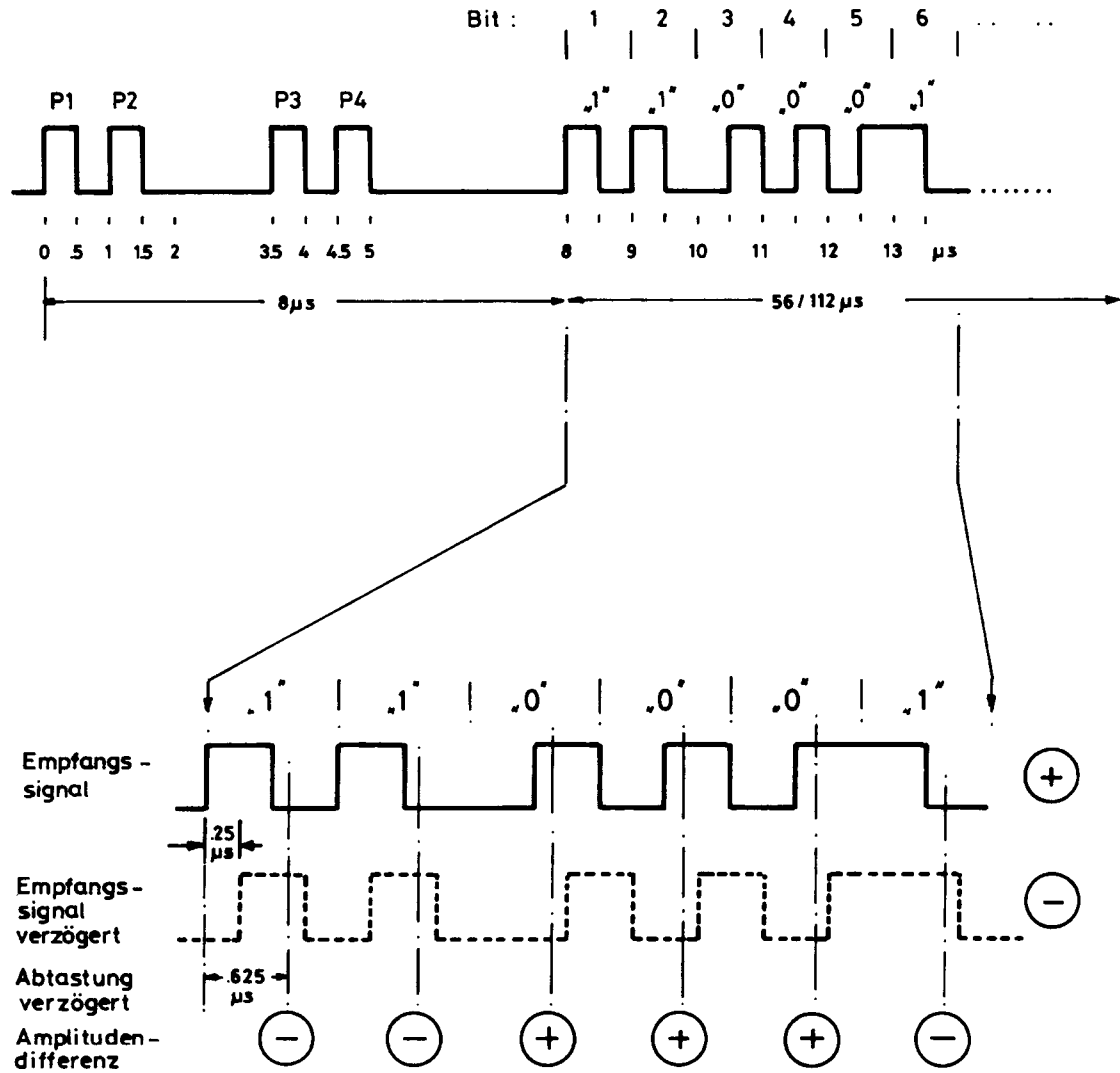 Bit : 1 2 3 4 5 6 .. ..
P1 P2 P3 P4 „1“ „1“ „0“ „0“ „0“ „1“
0 .5 1 1.5 2 3.5 4 4.5 5 8 9 10 11 12 13 µs
8µs 56/112µs
„1“ „1“ „0“ „0“ „0“ „1“
Empfangs-
signal
+
.25
µs
Empfangs-
signal
verzögert
−
Abtastung
verzögert
.625
µs
Amplituden-
differenz
− − + + + −